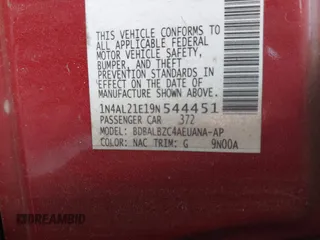 THIS VEHICLE CONFORMS TO
ALL APPLICABLE FEDERAL
MOTOR VEHICLE SAFETY,
BUMPER, AND THEFT
PREVENTION STANDARDS IN
EFFECT ON THE DATE OF
MANUFACTURE SHOWN ABOVE.
1N4AL21E19N544451
PASSENGER CAR 372
MODEL: BDBALBZC4AEUANA-AP
COLOR: NAC TRIM: G 9N00A
DREAMBID